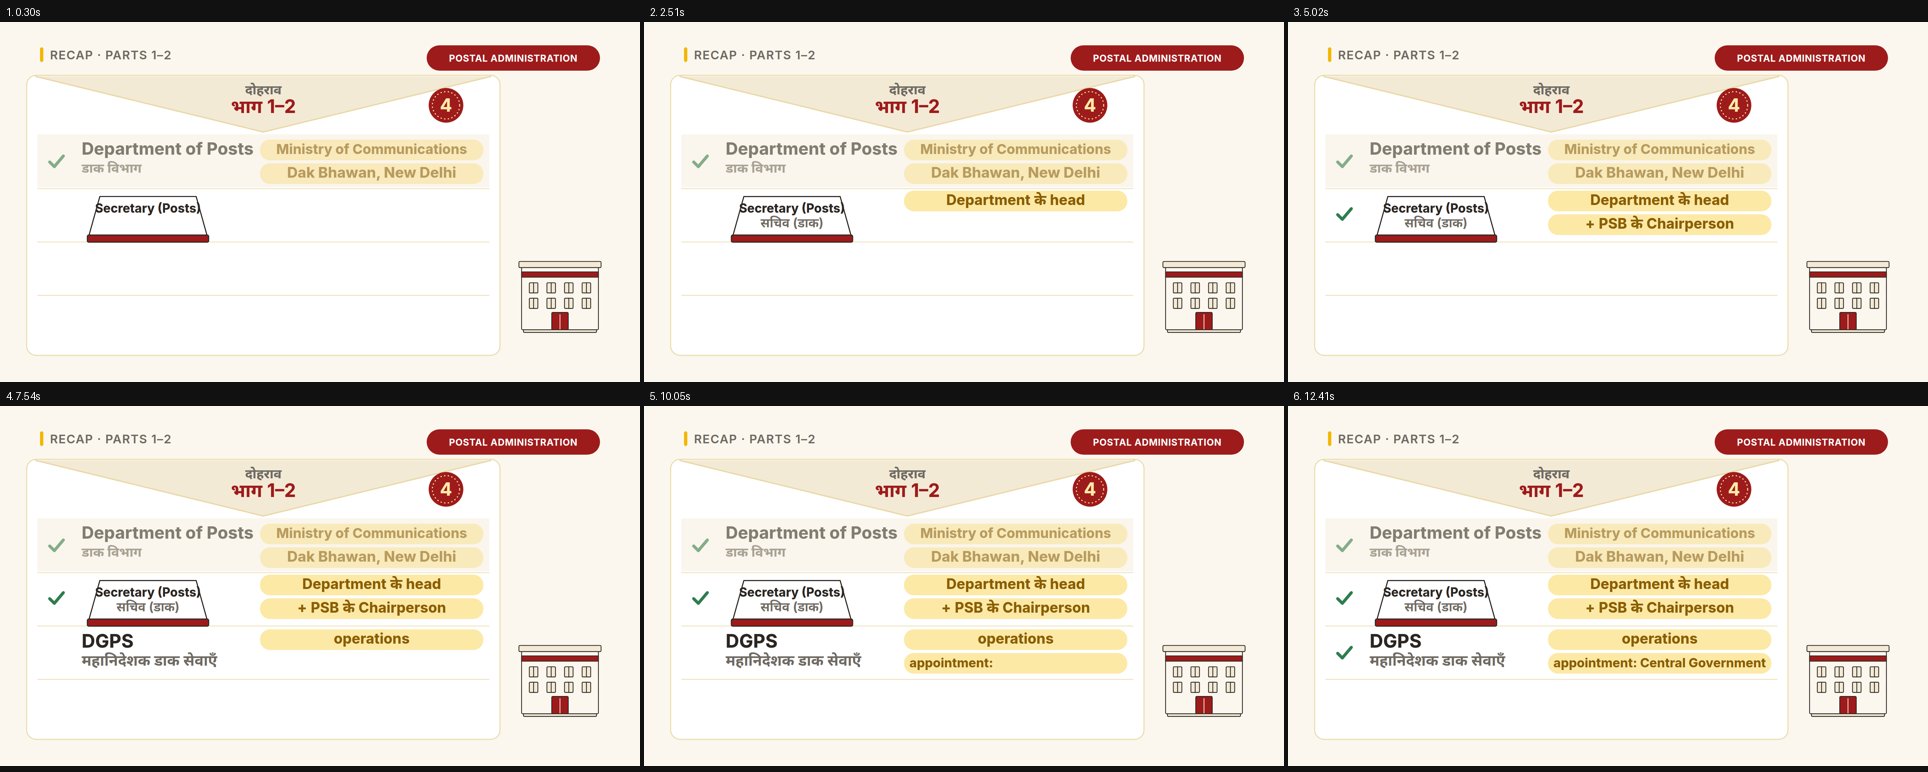 1. 0.30s
RECAP · PARTS 1–2
POSTAL ADMINISTRATION
दोहराव
भाग 1–2
4
Department of Posts
डाक विभाग
Ministry of Communications
Dak Bhawan, New Delhi
Secretary (Posts)
2. 2.51s
RECAP · PARTS 1–2
POSTAL ADMINISTRATION
दोहराव
भाग 1–2
4
Department of Posts
डाक विभाग
Ministry of Communications
Dak Bhawan, New Delhi
Secretary (Posts)
सचिव (डाक)
Department के head
3. 5.02s
RECAP · PARTS 1–2
POSTAL ADMINISTRATION
दोहराव
भाग 1–2
4
Department of Posts
डाक विभाग
Ministry of Communications
Dak Bhawan, New Delhi
Secretary (Posts)
सचिव (डाक)
Department के head
+ PSB के Chairperson
4. 7.54s
RECAP · PARTS 1–2
POSTAL ADMINISTRATION
दोहराव
भाग 1–2
4
Department of Posts
डाक विभाग
Ministry of Communications
Dak Bhawan, New Delhi
Secretary (Posts)
सचिव (डाक)
Department के head
+ PSB के Chairperson
DGPS
महानिदेशक डाक सेवाएँ
operations
5. 10.05s
RECAP · PARTS 1–2
POSTAL ADMINISTRATION
दोहराव
भाग 1–2
4
Department of Posts
डाक विभाग
Ministry of Communications
Dak Bhawan, New Delhi
Secretary (Posts)
सचिव (डाक)
Department के head
+ PSB के Chairperson
DGPS
महानिदेशक डाक सेवाएँ
operations
appointment:
6. 12.41s
RECAP · PARTS 1–2
POSTAL ADMINISTRATION
दोहराव
भाग 1–2
4
Department of Posts
डाक विभाग
Ministry of Communications
Dak Bhawan, New Delhi
Secretary (Posts)
सचिव (डाक)
Department के head
+ PSB के Chairperson
DGPS
महानिदेशक डाक सेवाएँ
operations
appointment: Central Government